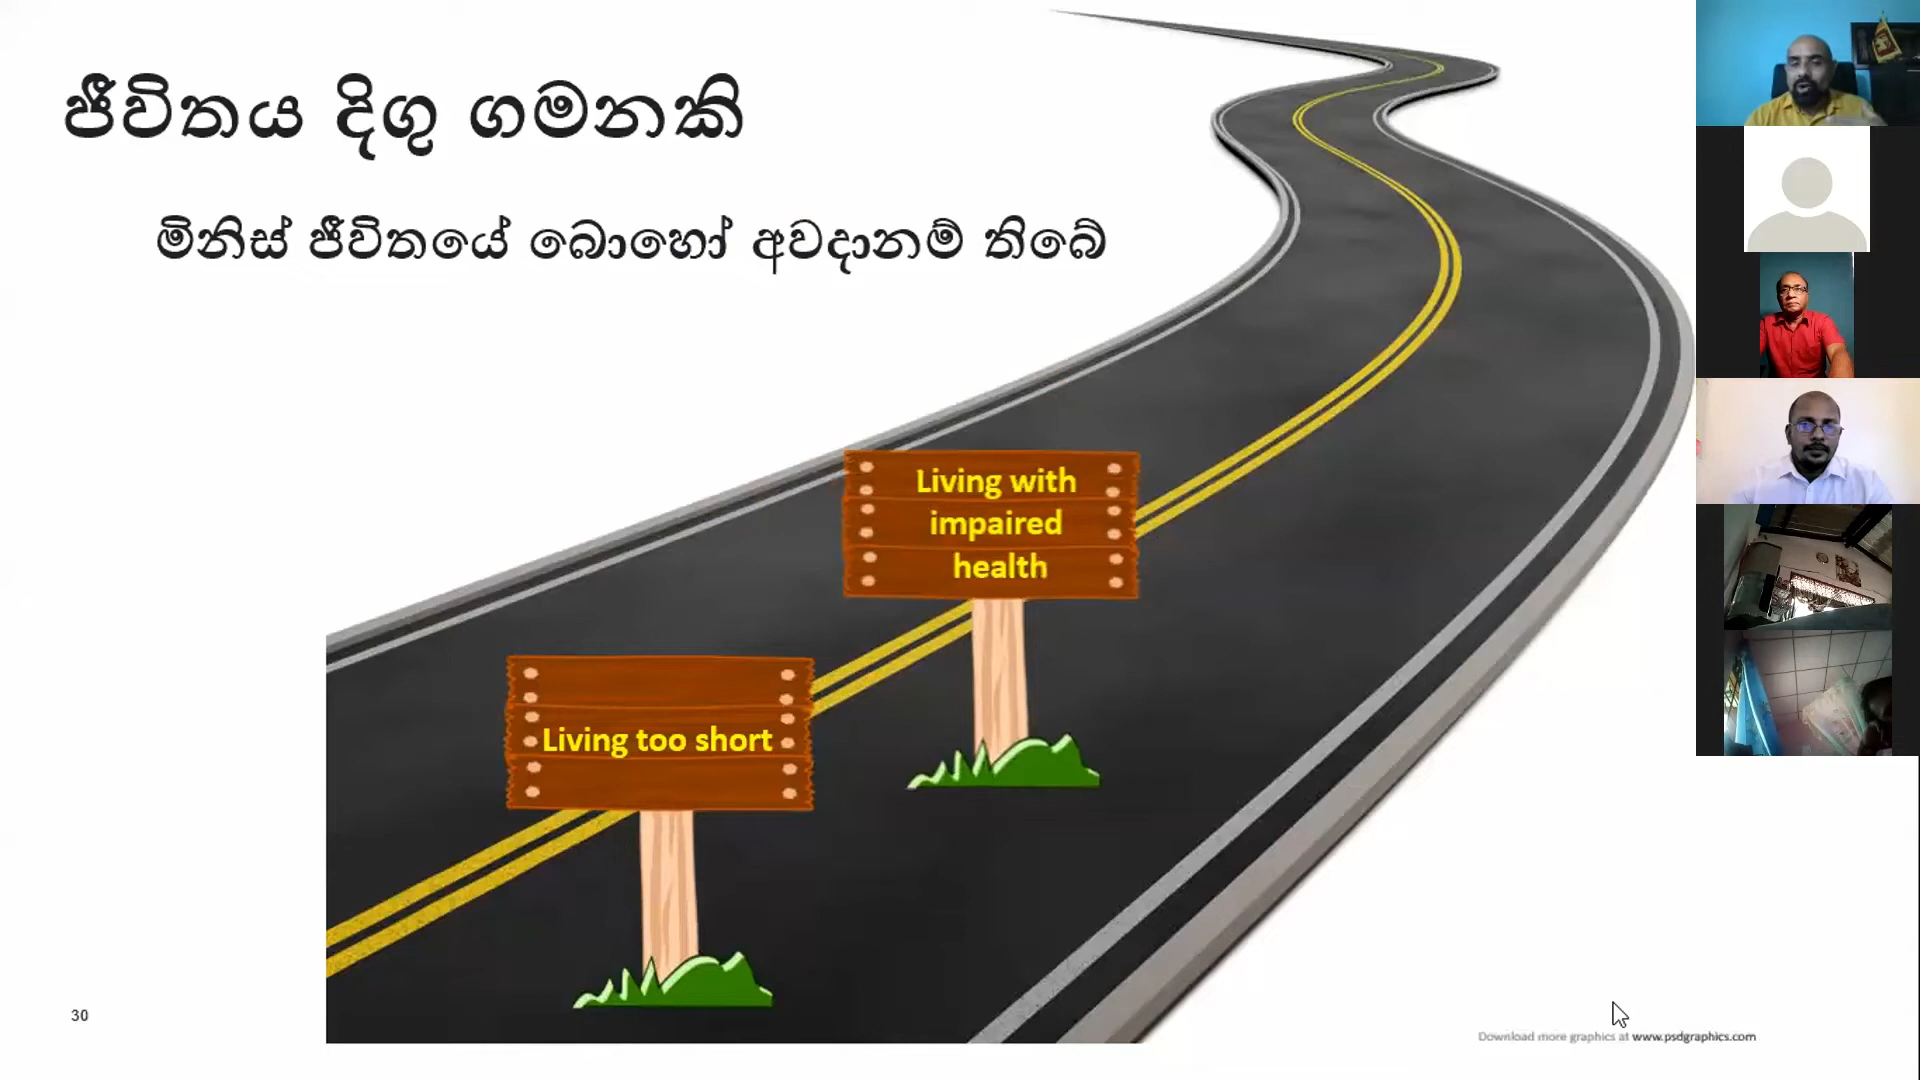 ජීවිතය දිගු ගමනකි
මිනිස් ජීවිතයේ බොහෝ අවදානම් තිබේ
Living with
impaired
health
Living too short
30
Download more graphics at www.psdgraphics.com